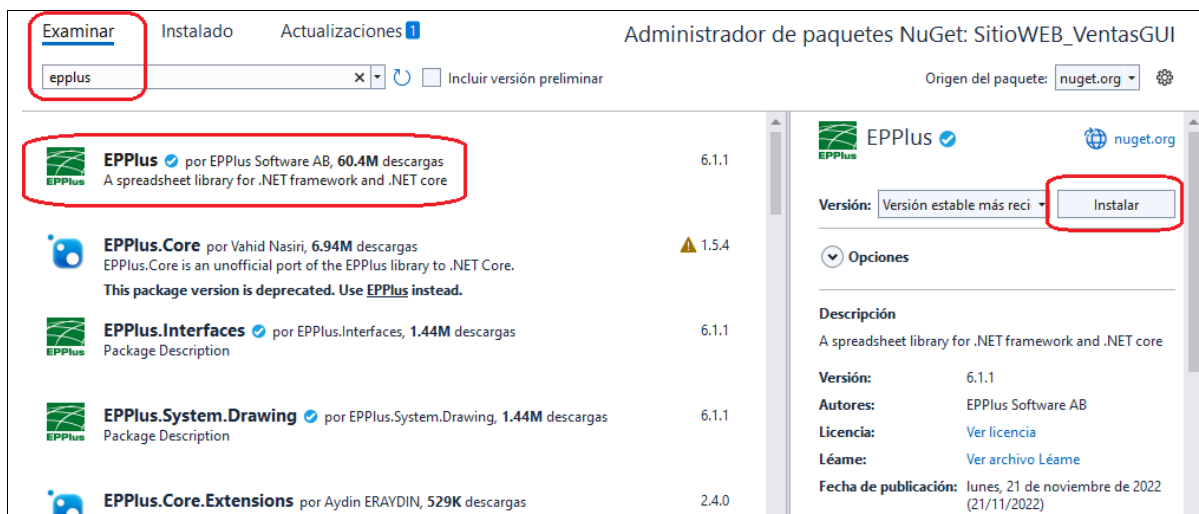 Examinar Instalado Actualizaciones 1 Administrador de paquetes NuGet: SitioWEB_VentasGUI
epplus Incluir versión preliminar Origen del paquete: nuget.org
EPPlus por EPPlus Software AB, 60.4M descargas 6.1.1
A spreadsheet library for .NET framework and .NET core
EPPlus
EPPlus.Core por Vahid Nasiri, 6.94M descargas 1.5.4
EPPlus.Core is an unofficial port of the EPPlus library to .NET Core.
This package version is deprecated. Use EPPlus instead.
EPPlus.Interfaces por EPPlus.Interfaces, 1.44M descargas 6.1.1
Package Description
EPPlus
EPPlus.System.Drawing por EPPlus.System.Drawing, 1.44M descargas 6.1.1
Package Description
EPPlus
EPPlus.Core.Extensions por Aydin ERAYDIN, 529K descargas 2.4.0
EPPlus nuget.org
EPPlus
Versión: Versión estable más reci Instalar
Opciones
Descripción
A spreadsheet library for .NET framework and .NET core
Versión: 6.1.1
Autores: EPPlus Software AB
Licencia: Ver licencia
Léame: Ver archivo Léame
Fecha de publicación: lunes, 21 de noviembre de 2022
(21/11/2022)